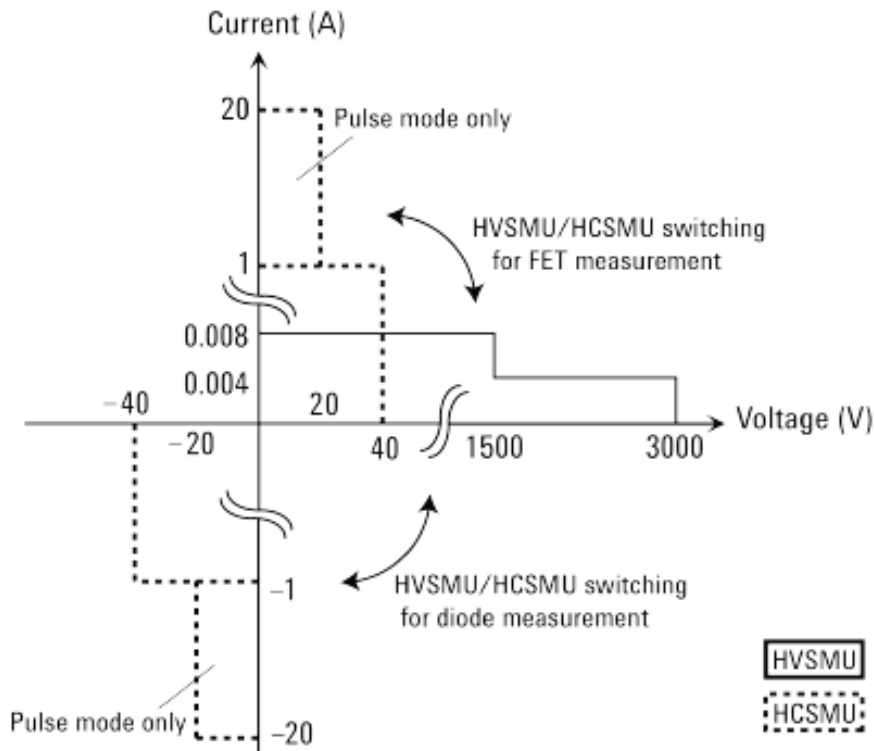 Current (A)
20
Pulse mode only
HVSMU/HCSMU switching
for FET measurement
1
0.008
0.004
−40
20
Voltage (V)
−20
40
1500
3000
−1
HVSMU/HCSMU switching
for diode measurement
HVSMU
Pulse mode only
HCSMU
−20